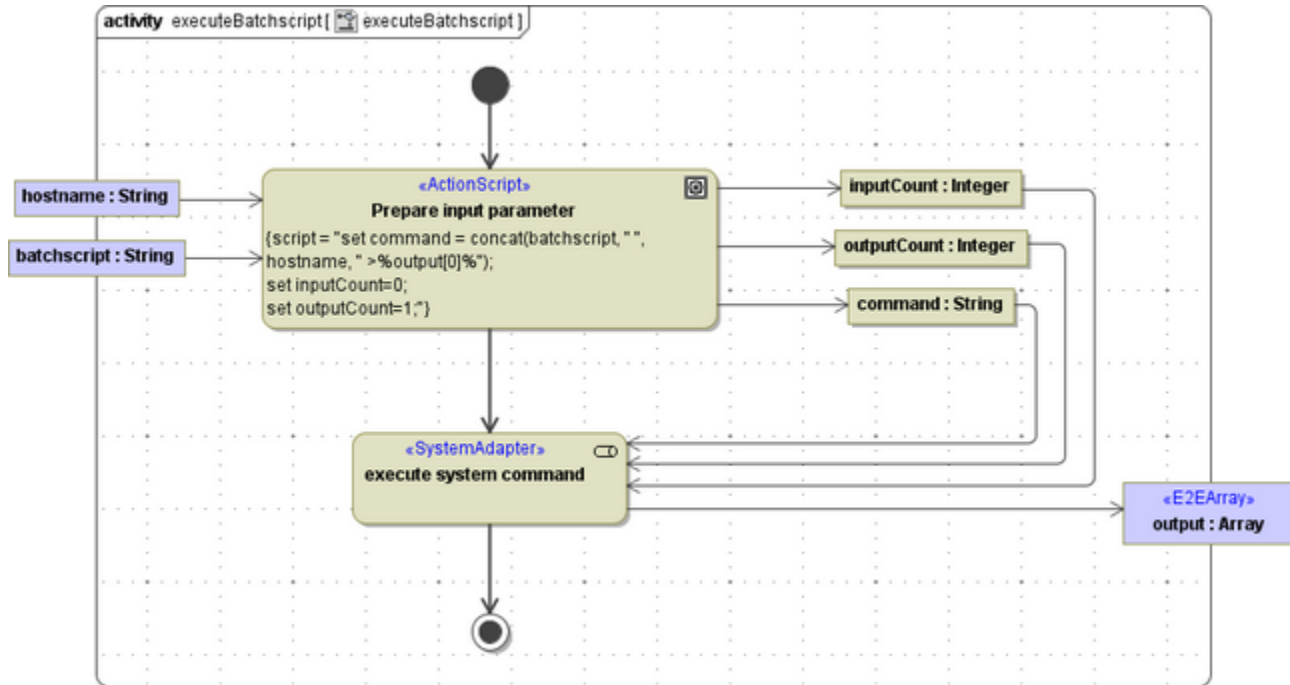 activity executeBatchscript[ executeBatchscript ]
hostname : String
batchscript : String
«ActionScript»
Prepare input parameter
{script = "set command = concat(batchscript, " ",
hostname, " >%output[0]%");
set inputCount=0;
set outputCount=1;"}
inputCount : Integer
outputCount : Integer
command : String
«SystemAdapter»
execute system command
«E2EArray»
output : Array